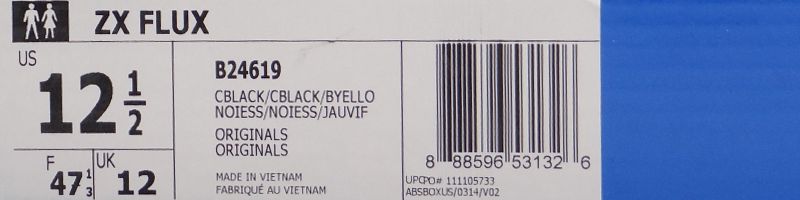 ZX FLUX
US
12 1/2
F
47 1/3
UK
12
B24619
CBLACK/CBLACK/BYELLO
NOIESS/NOIESS/JAUVIF
ORIGINALS
ORIGINALS
MADE IN VIETNAM
FABRIQUÉ AU VIETNAM
8 88596 53132 6
PO# 111105733
ABSBOXUS/0314/V02